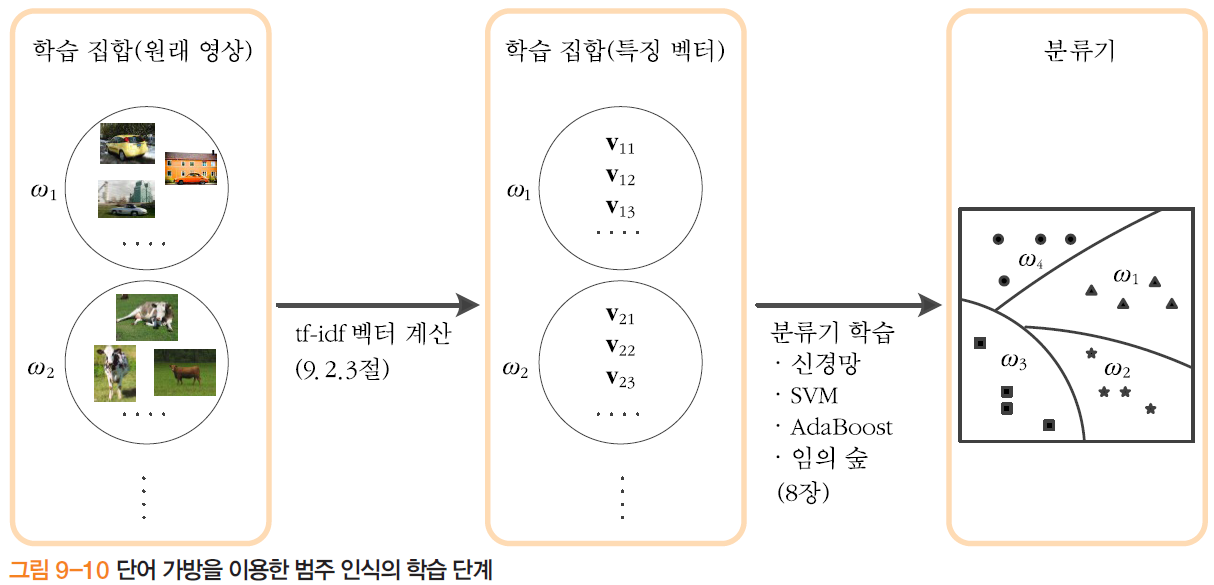 학습 집합(원래 영상)
ω1
· · · ·
ω2
· · · ·
tf-idf 벡터 계산
(9.2.3절)
학습 집합(특징 벡터)
ω1
v11
v12
v13
· · · ·
ω2
v21
v22
v23
· · · ·
분류기 학습
· 신경망
· SVM
· AdaBoost
· 임의 숲
(8장)
분류기
ω4
ω1
ω3
ω2
그림 9-10 단어 가방을 이용한 범주 인식의 학습 단계